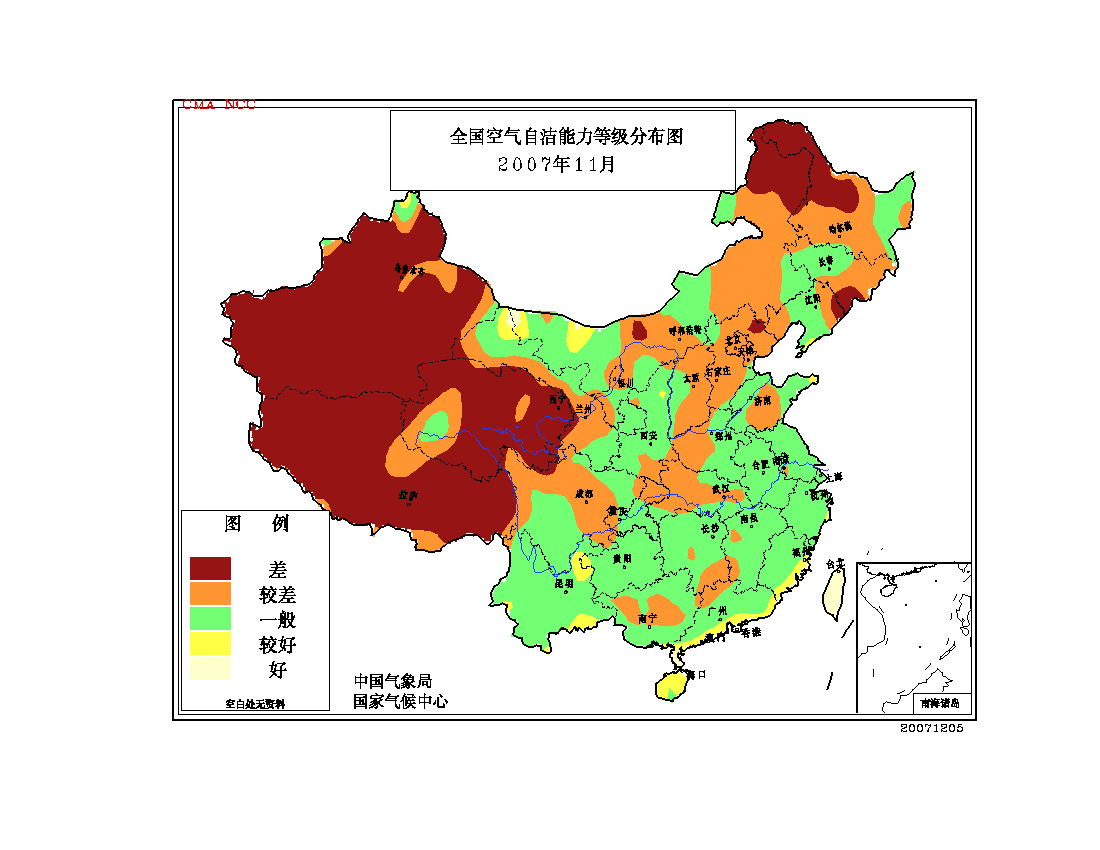 CMA NCC
全国空气自洁能力等级分布图
2007年11月
哈尔滨
长春
乌鲁木齐
沈阳
呼和浩特
北京
天津
银川
太原
石家庄
西宁
兰州
济南
西安
郑州
合肥
南京
上海
拉萨
成都
武汉
杭州
重庆
长沙
南昌
贵阳
福州
昆明
台北
南宁
广州
澳门
香港
海口
图 例
差
较差
一般
较好
好
空白处无资料
中国气象局
国家气候中心
南海诸岛
20071205